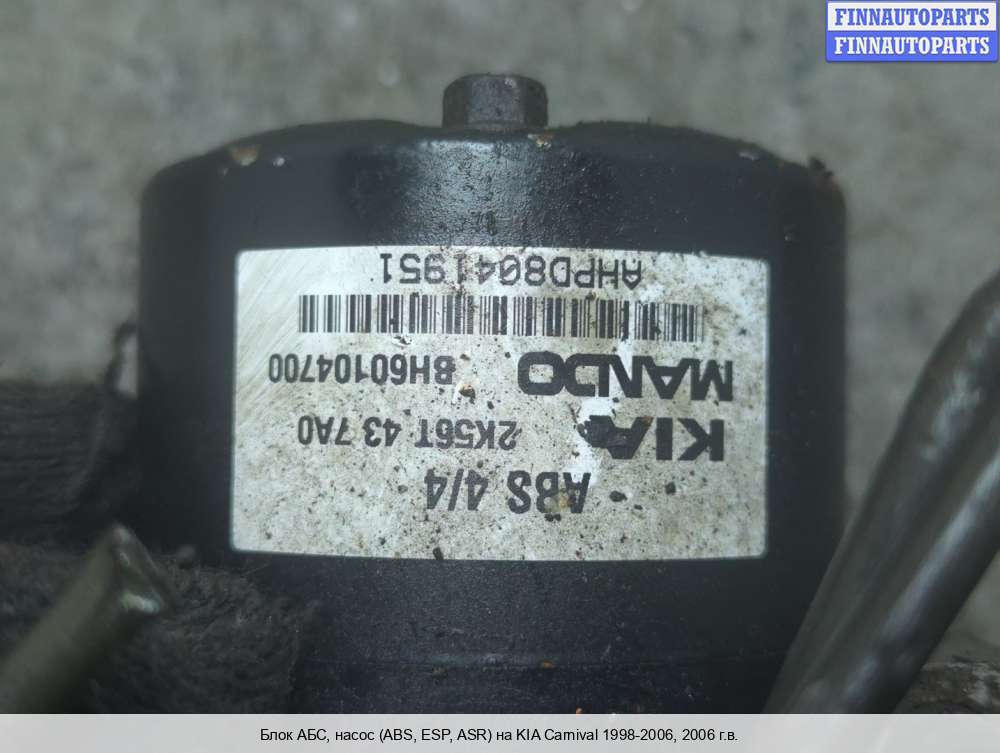 FINNAUTOPARTS
FINNAUTOPARTS
ABS 4/4
KIA 2K56T 43 7A0
MANDO BH60104700
AHPD8041951
Блок АБС, насос (ABS, ESP, ASR) на KIA Carnival 1998-2006, 2006 г.в.